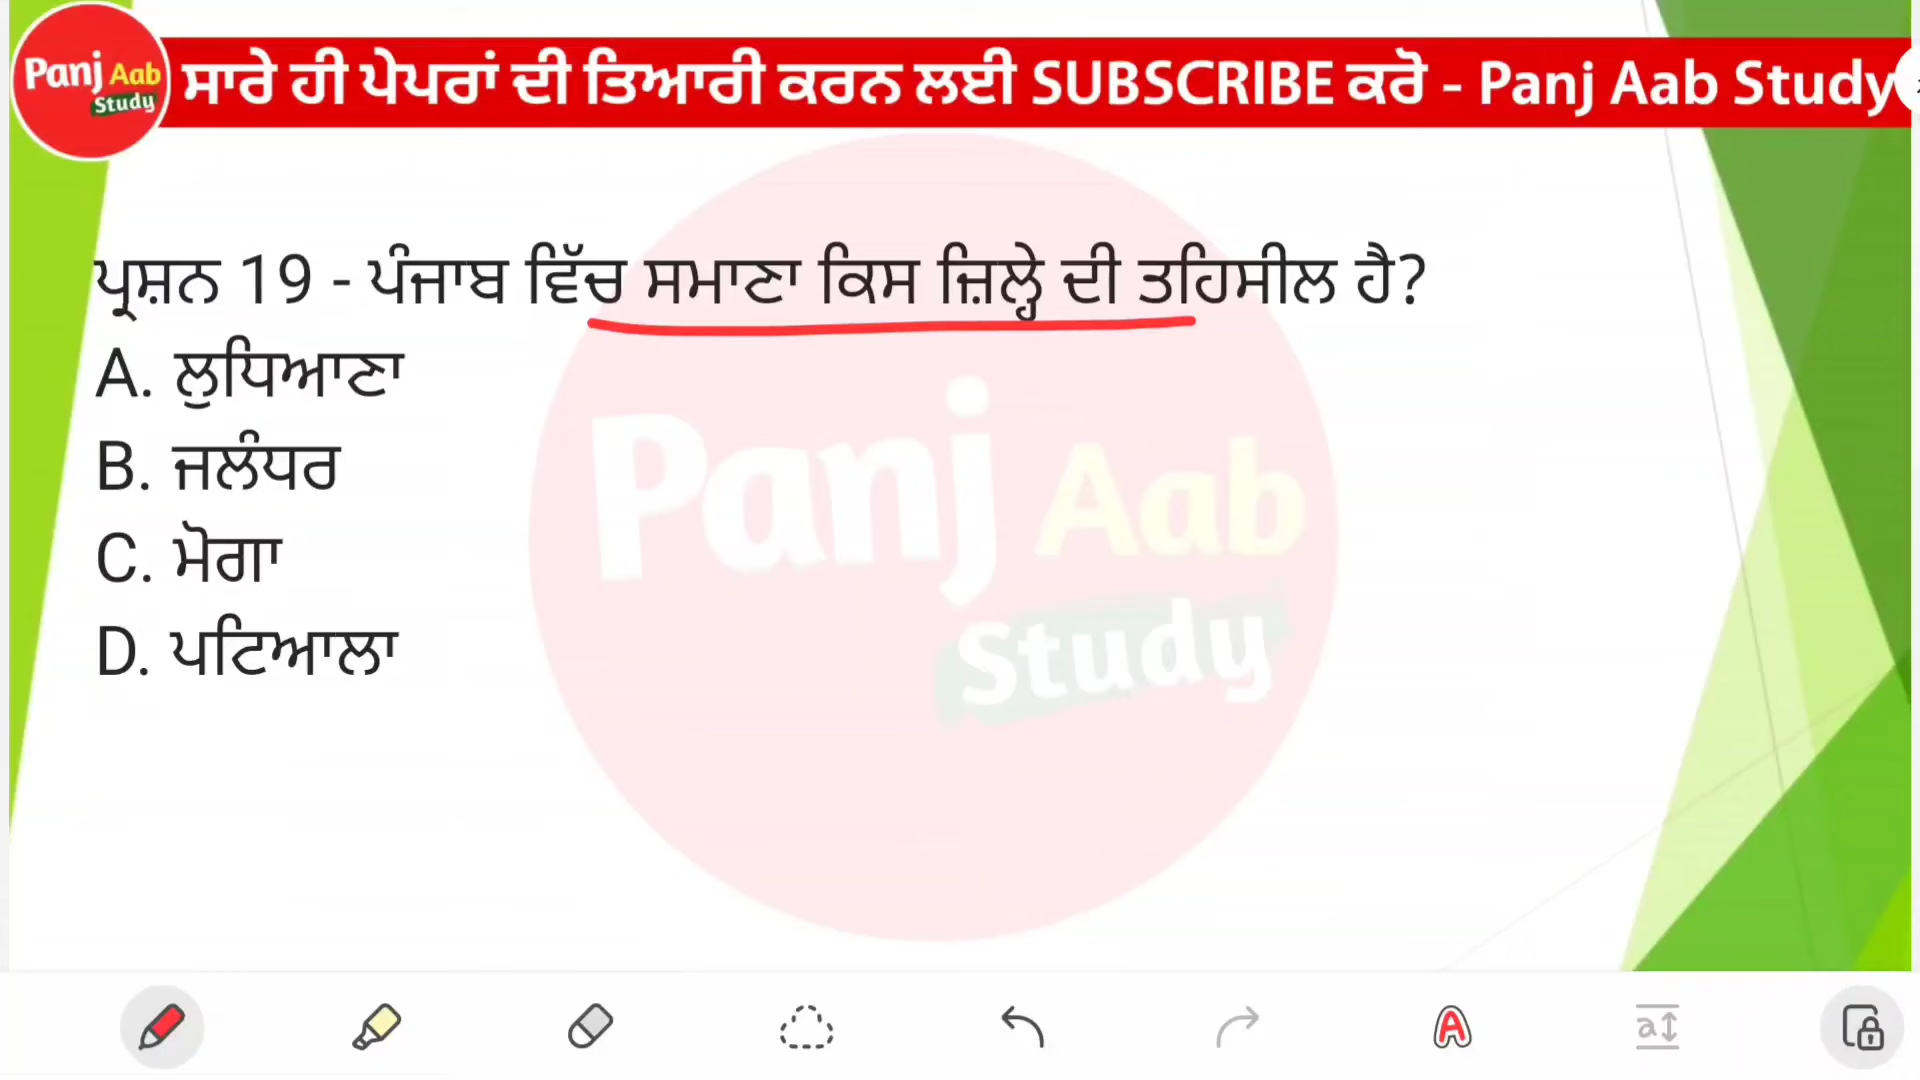 Panj Aab Study
ਸਾਰੇ ਹੀ ਪੇਪਰਾਂ ਦੀ ਤਿਆਰੀ ਕਰਨ ਲਈ SUBSCRIBE ਕਰੋ - Panj Aab Study
ਪ੍ਰਸ਼ਨ 19 - ਪੰਜਾਬ ਵਿੱਚ ਸਮਾਣਾ ਕਿਸ ਜ਼ਿਲ੍ਹੇ ਦੀ ਤਹਿਸੀਲ ਹੈ?
A. ਲੁਧਿਆਣਾ
B. ਜਲੰਧਰ
C. ਮੋਗਾ
D. ਪਟਿਆਲਾ
Panj Aab
Study
A
a